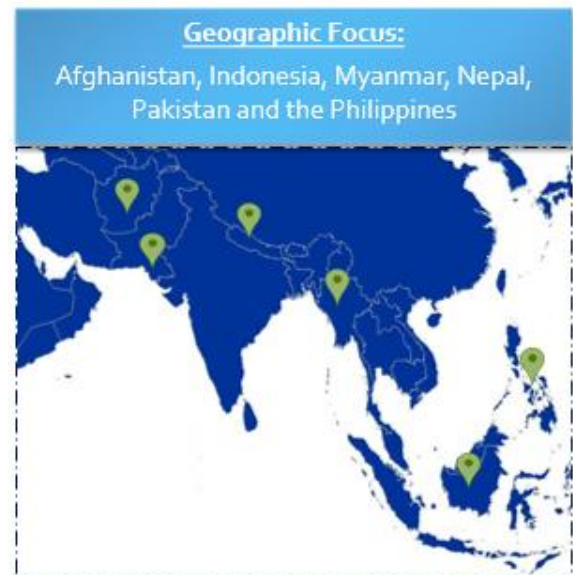 Geographic Focus:
Afghanistan, Indonesia, Myanmar, Nepal,
Pakistan and the Philippines